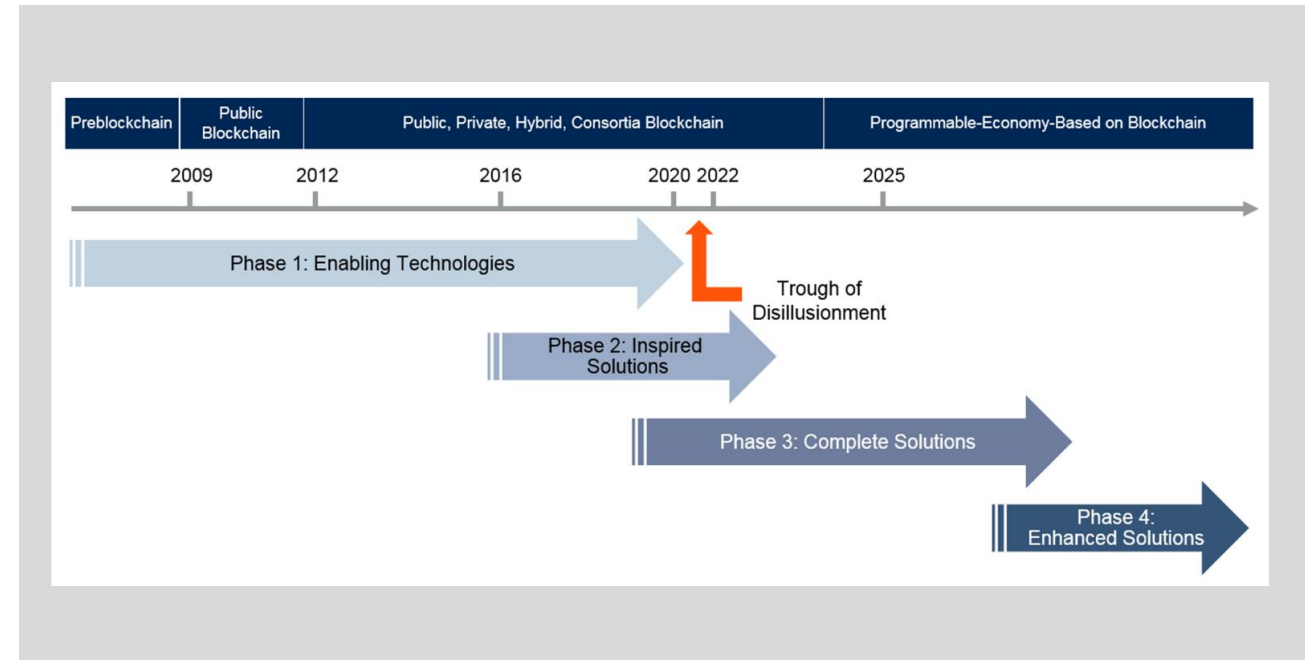 Preblockchain
Public
Blockchain
Public, Private, Hybrid, Consortia Blockchain
Programmable-Economy-Based on Blockchain
2009
2012
2016
2020
2022
2025
Phase 1: Enabling Technologies
Trough of
Disillusionment
Phase 2: Inspired
Solutions
Phase 3: Complete Solutions
Phase 4:
Enhanced Solutions